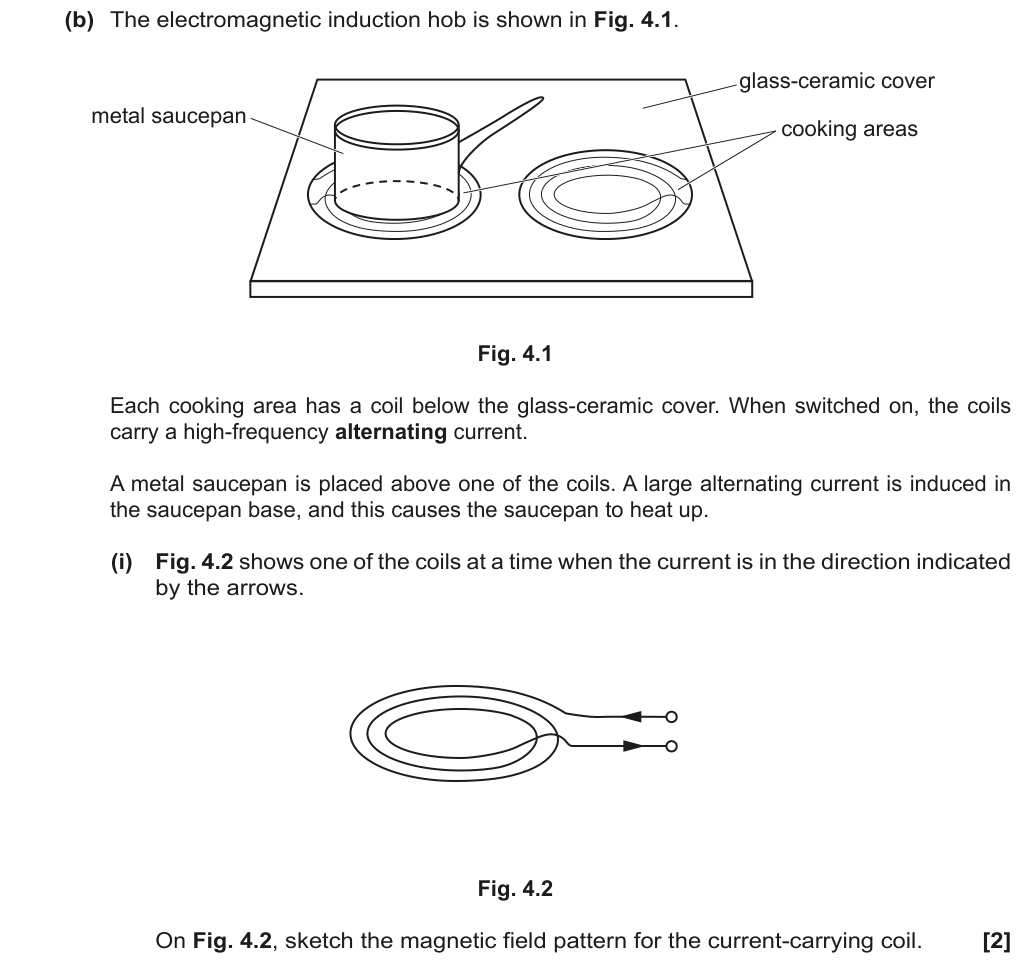 (b) The electromagnetic induction hob is shown in Fig. 4.1.
glass-ceramic cover
metal saucepan
cooking areas
Fig. 4.1
Each cooking area has a coil below the glass-ceramic cover. When switched on, the coils
carry a high-frequency alternating current.
A metal saucepan is placed above one of the coils. A large alternating current is induced in
the saucepan base, and this causes the saucepan to heat up.
(i) Fig. 4.2 shows one of the coils at a time when the current is in the direction indicated
by the arrows.
Fig. 4.2
On Fig. 4.2, sketch the magnetic field pattern for the current-carrying coil. [2]